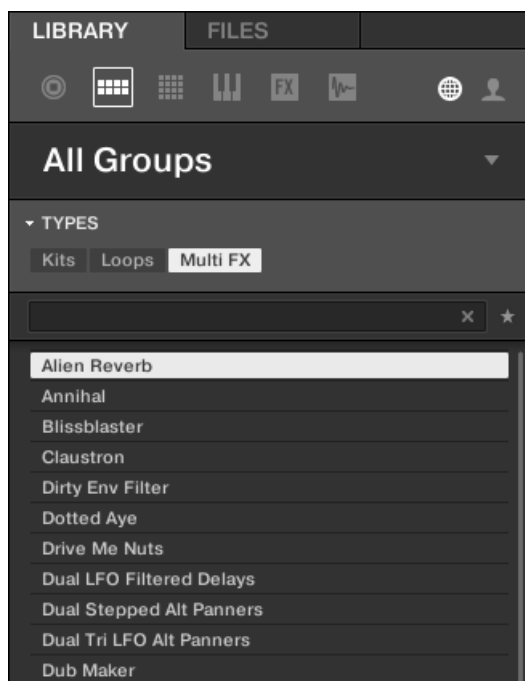 LIBRARY FILES
FX
All Groups
TYPES
Kits Loops Multi FX
Alien Reverb
Annihal
Blissblaster
Claustron
Dirty Env Filter
Dotted Aye
Drive Me Nuts
Dual LFO Filtered Delays
Dual Stepped Alt Panners
Dual Tri LFO Alt Panners
Dub Maker